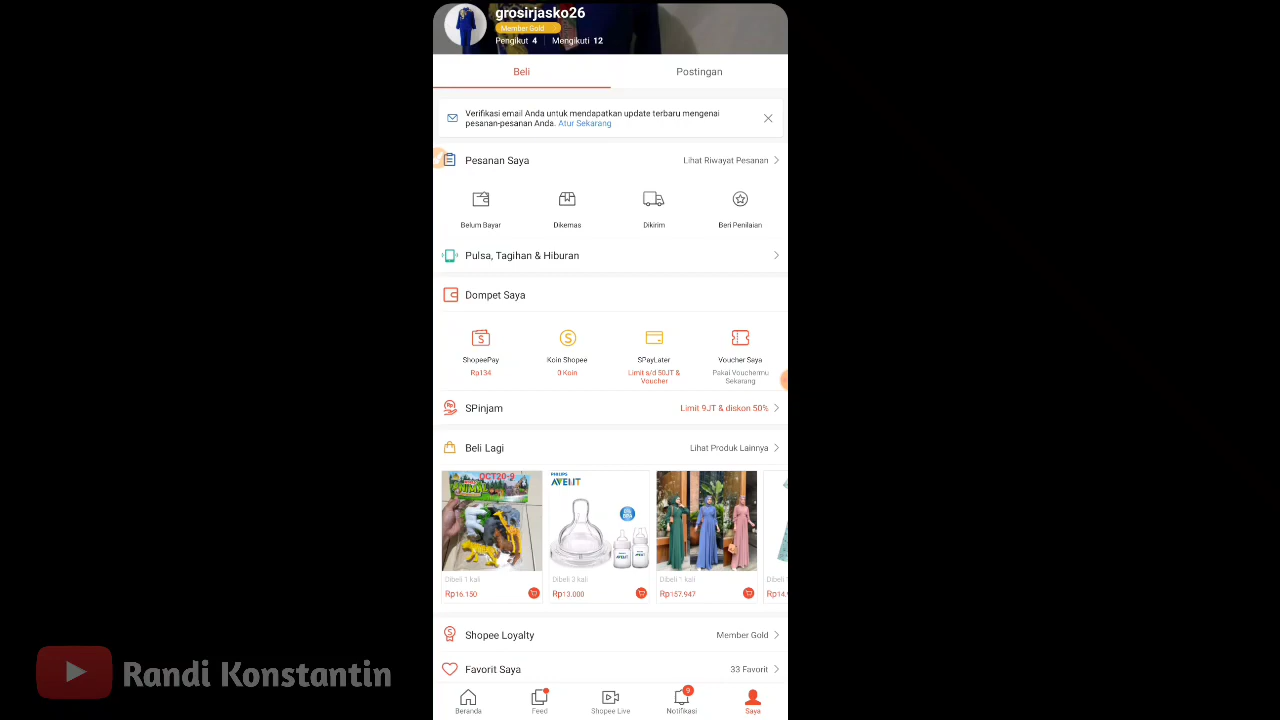 grosirjasko26
Member Gold
Pengikut 4 Mengikuti 12
Beli
Postingan
Verifikasi email Anda untuk mendapatkan update terbaru mengenai
pesanan-pesanan Anda. Atur Sekarang
Pesanan Saya
Lihat Riwayat Pesanan
Belum Bayar
Dikemas
Dikirim
Beri Penilaian
Pulsa, Tagihan & Hiburan
Dompet Saya
ShopeePay
Rp134
Koin Shopee
0 Koin
SPayLater
Limit s/d 50JT &
Voucher
Voucher Saya
Pakai Vouchermu
Sekarang
SPinjam
Limit 9JT & diskon 50%
Beli Lagi
Lihat Produk Lainnya
OCT20-9
PHILIPS
AVENT
Dibeli 1 kali
Rp16.150
Dibeli 3 kali
Rp13.000
Dibeli 1 kali
Rp157.947
Shopee Loyalty
Member Gold
Favorit Saya
33 Favorit
Beranda
Feed
Shopee Live
9
Notifikasi
Saya
Randi Konstantin